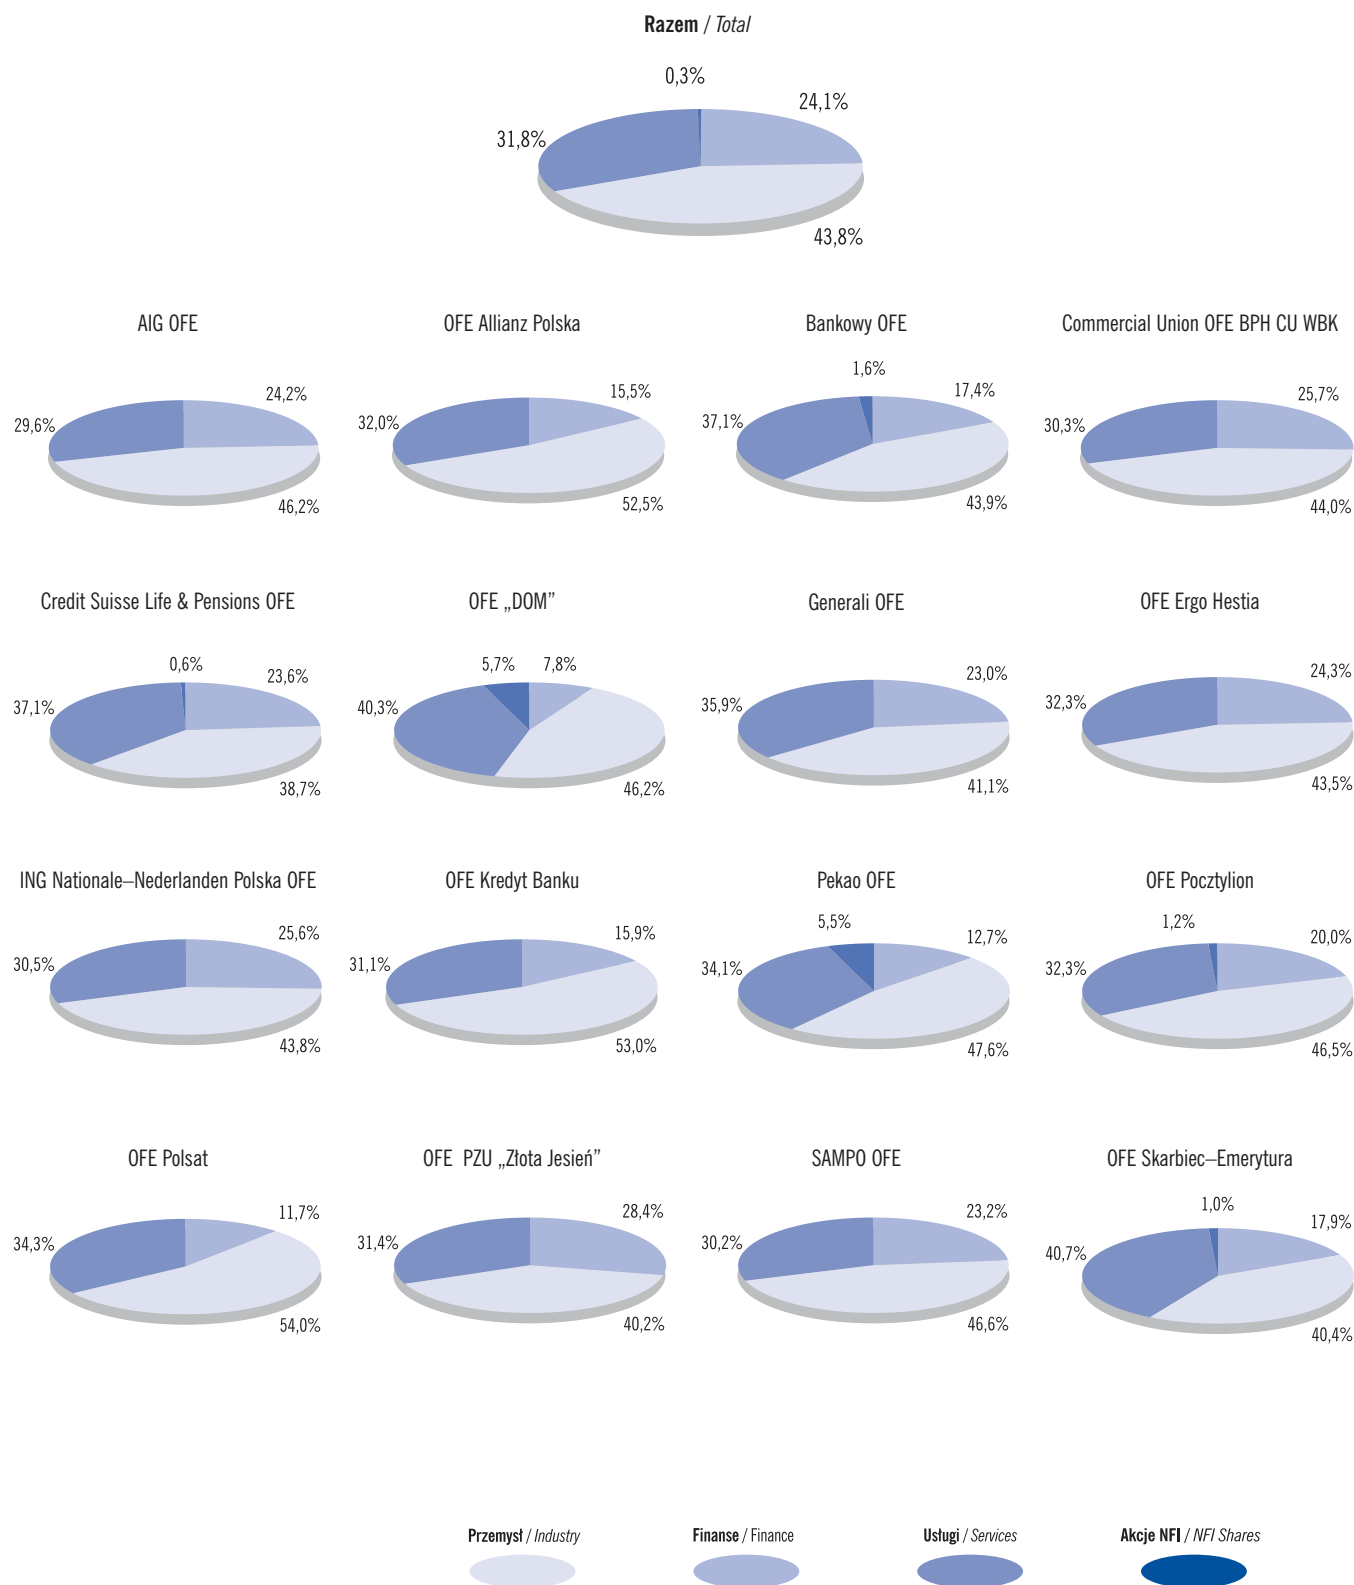 Razem / Total
0,3%
24,1%
31,8%
43,8%
AIG OFE
OFE Allianz Polska
Bankowy OFE
Commercial Union OFE BPH CU WBK
24,2%
29,6%
46,2%
15,5%
32,0%
52,5%
1,6%
17,4%
37,1%
43,9%
25,7%
30,3%
44,0%
Credit Suisse Life & Pensions OFE
OFE „DOM”
Generali OFE
OFE Ergo Hestia
0,6%
23,6%
37,1%
38,7%
5,7%
7,8%
40,3%
46,2%
23,0%
35,9%
41,1%
24,3%
32,3%
43,5%
ING Nationale–Nederlanden Polska OFE
OFE Kredyt Banku
Pekao OFE
OFE Pocztylion
25,6%
30,5%
43,8%
15,9%
31,1%
53,0%
5,5%
12,7%
34,1%
47,6%
1,2%
20,0%
32,3%
46,5%
OFE Polsat
OFE PZU „Złota Jesień”
SAMPO OFE
OFE Skarbiec–Emerytura
11,7%
34,3%
54,0%
28,4%
31,4%
40,2%
23,2%
30,2%
46,6%
1,0%
17,9%
40,7%
40,4%
Przemysł / Industry
Finanse / Finance
Usługi / Services
Akcje NFI / NFI Shares